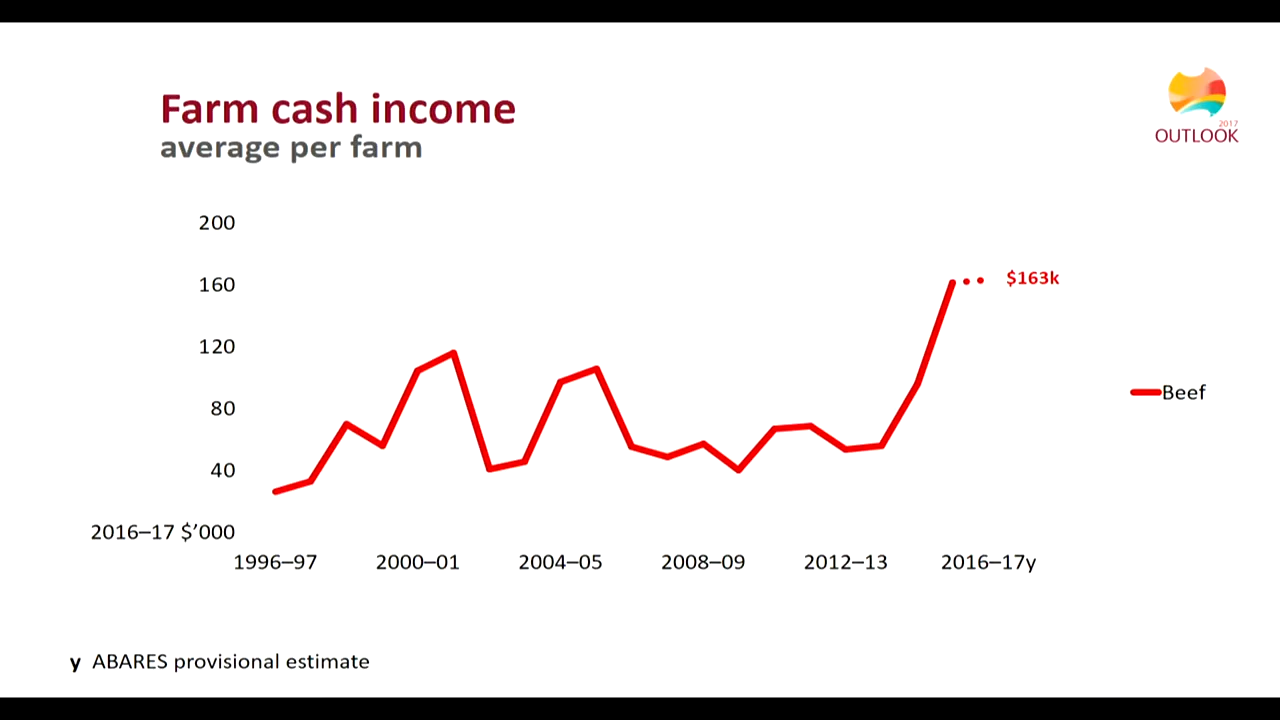 Farm cash income
average per farm
2017
OUTLOOK
200
160
$163k
120
80
Beef
40
2016–17 $’000
1996–97 2000–01 2004–05 2008–09 2012–13 2016–17y
y ABARES provisional estimate